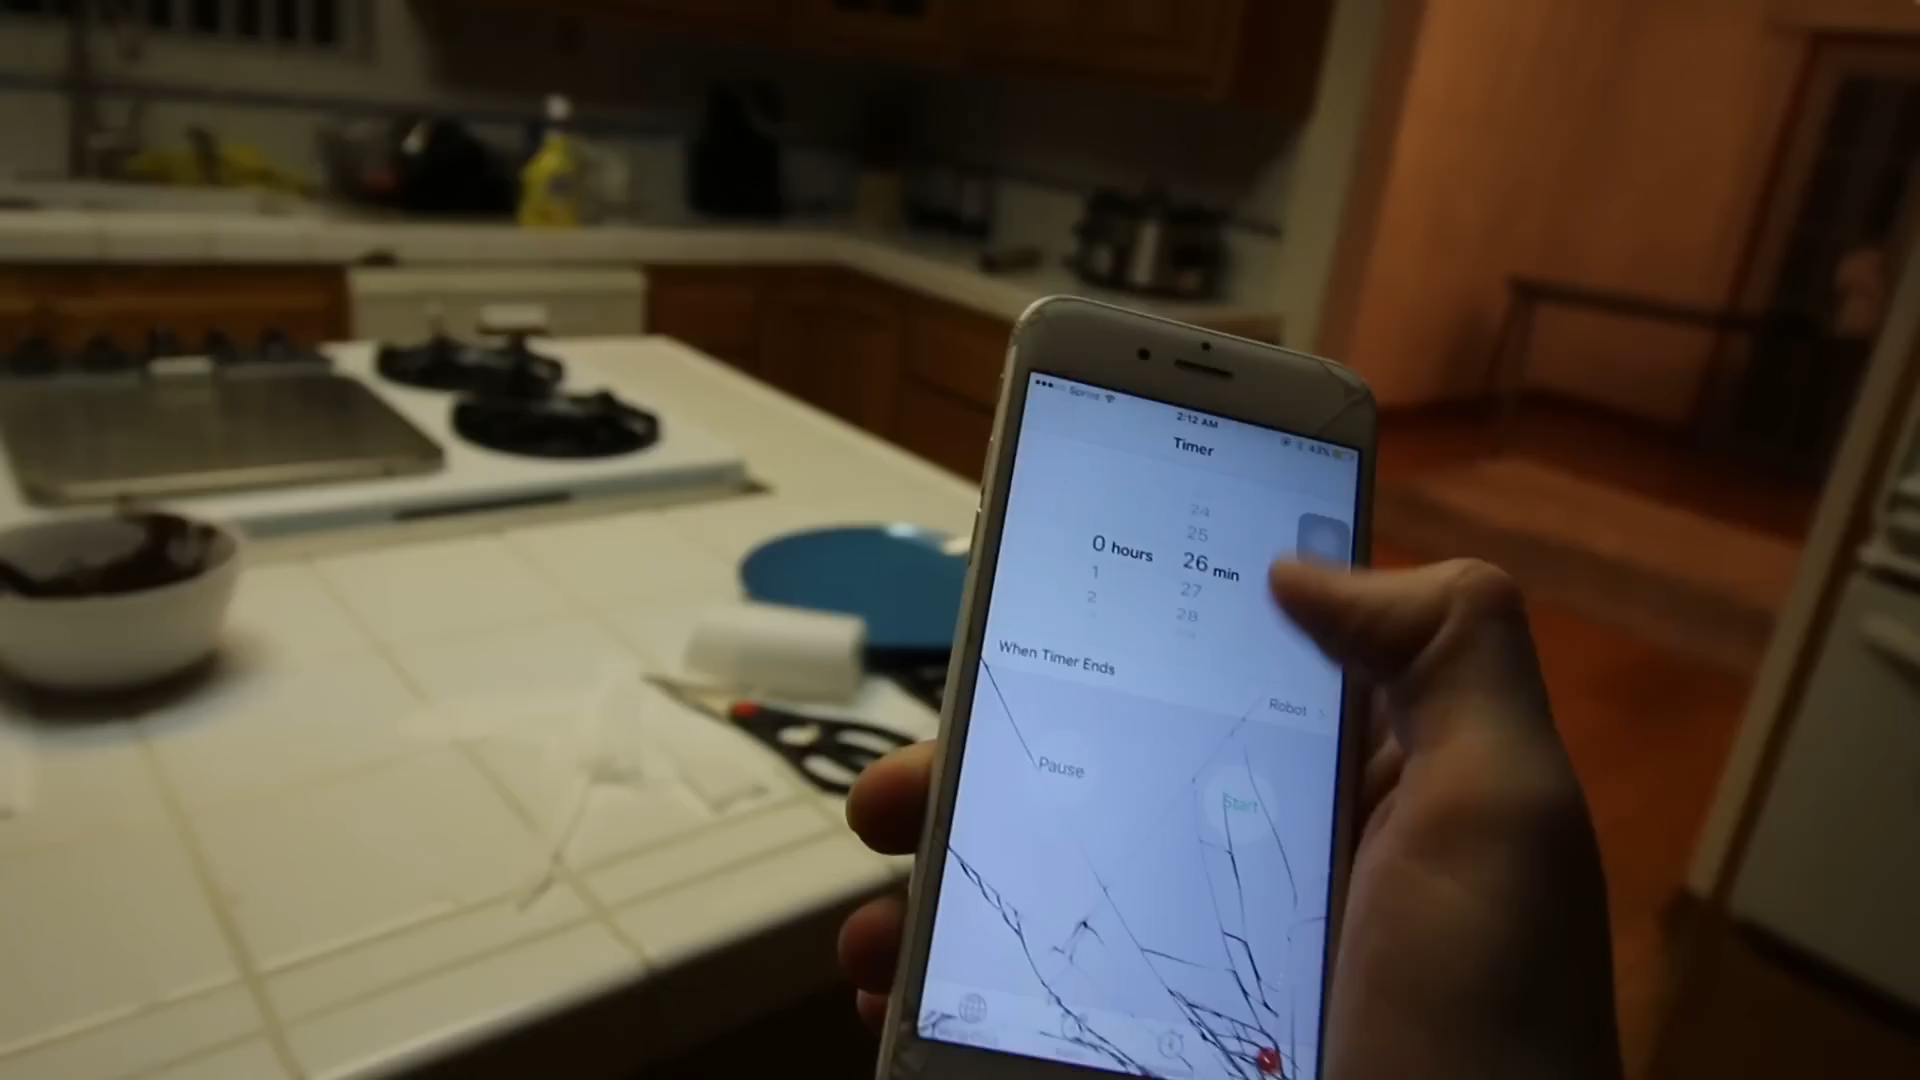 Sprint
2:12 AM
43%
Timer
24
25
0 hours 26 min
1 27
2 28
When Timer Ends
Robot >
Pause
Start